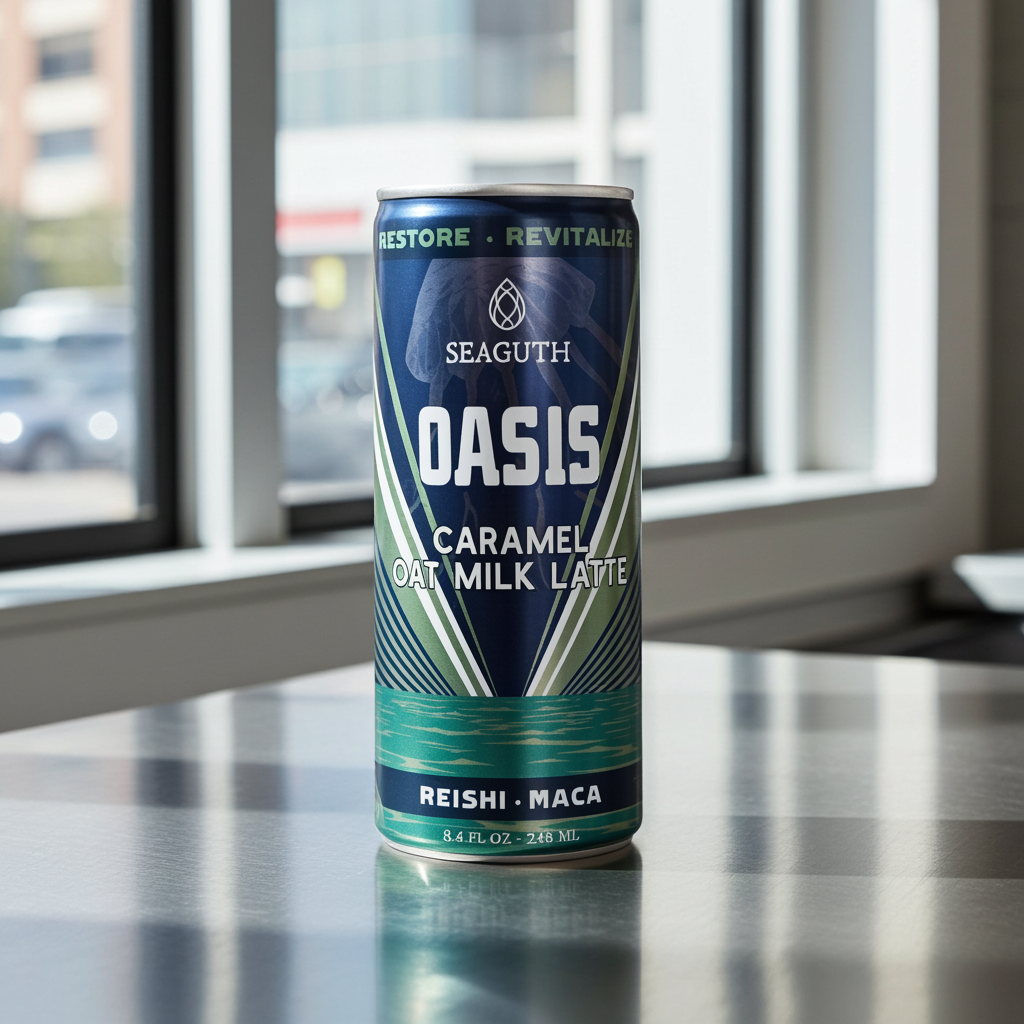 RESTORE · REVITALIZE
SEAGUTH
OASIS
CARAMEL
OAT MILK LATTE
REISHI · MACA
8.4 FL OZ - 248 ML